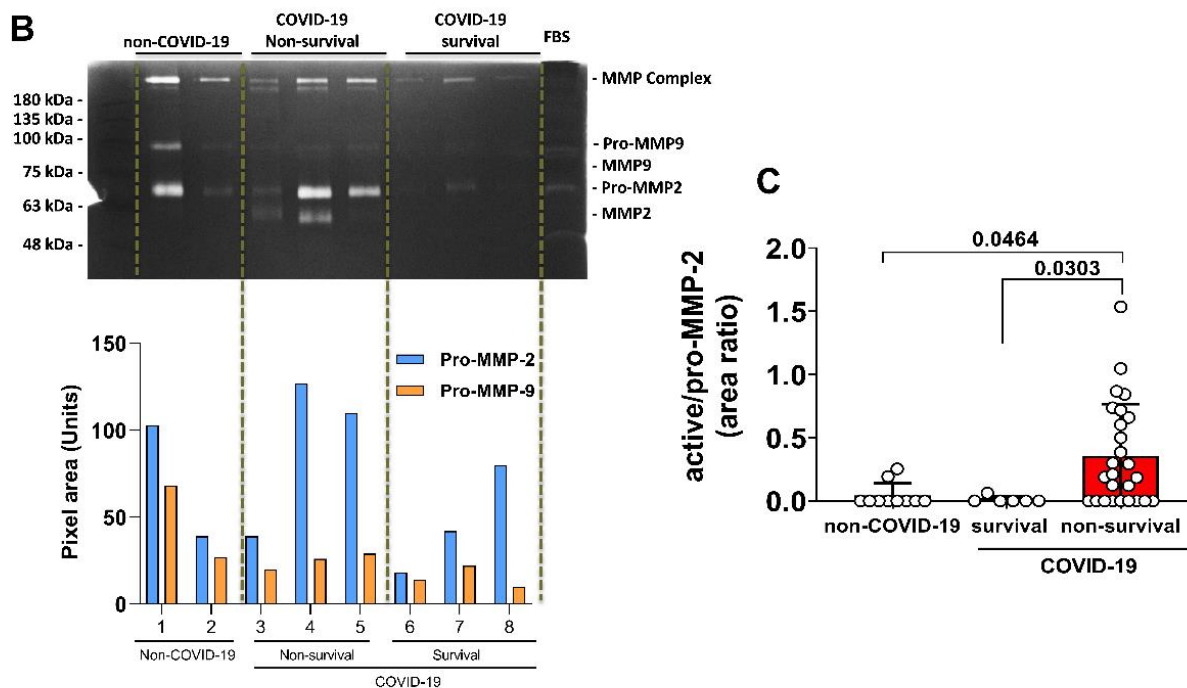 B
non-COVID-19
COVID-19
Non-survival
COVID-19
survival
FBS
180 kDa -
135 kDa -
100 kDa -
75 kDa -
63 kDa -
48 kDa -
- MMP Complex
- Pro-MMP9
MMP9
- Pro-MMP2
- MMP2
150
100
50
0
Pixel area (Units)
Pro-MMP-2
Pro-MMP-9
1 2 3 4 5 6 7 8
Non-COVID-19 Non-survival Survival
COVID-19
C
active/pro-MMP-2
(area ratio)
2.0
1.5
1.0
0.5
0.0
0.0464
0.0303
non-COVID-19 survival non-survival
COVID-19